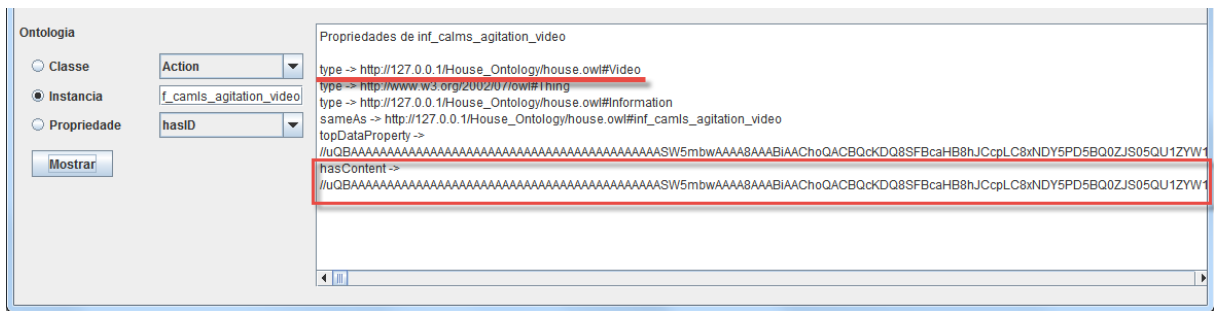 Ontologia
Classe
Action
Instancia
f_camls_agitation_video
Propriedade
hasID
Mostrar
Propriedades de inf_calms_agitation_video
type -> http://127.0.0.1/House_Ontology/house.owl#Video
type -> http://www.w3.org/2002/07/owl#Thing
type -> http://127.0.0.1/House_Ontology/house.owl#Information
sameAs -> http://127.0.0.1/House_Ontology/house.owl#inf_camls_agitation_video
topDataProperty ->
//uQBAAAAAAAAAAAAAAAAAAAAAAAAAAAAAAAAAAAAAAAAAAAASW5mbwAAAA8AAABiAAChoQACBQcKDQ8SFBcaHB8hJCcpLC8xNDY5PD5BQ0ZJS05QU1ZYW1
hasContent ->
//uQBAAAAAAAAAAAAAAAAAAAAAAAAAAAAAAAAAAAAAAAAAAAASW5mbwAAAA8AAABiAAChoQACBQcKDQ8SFBcaHB8hJCcpLC8xNDY5PD5BQ0ZJS05QU1ZYW1